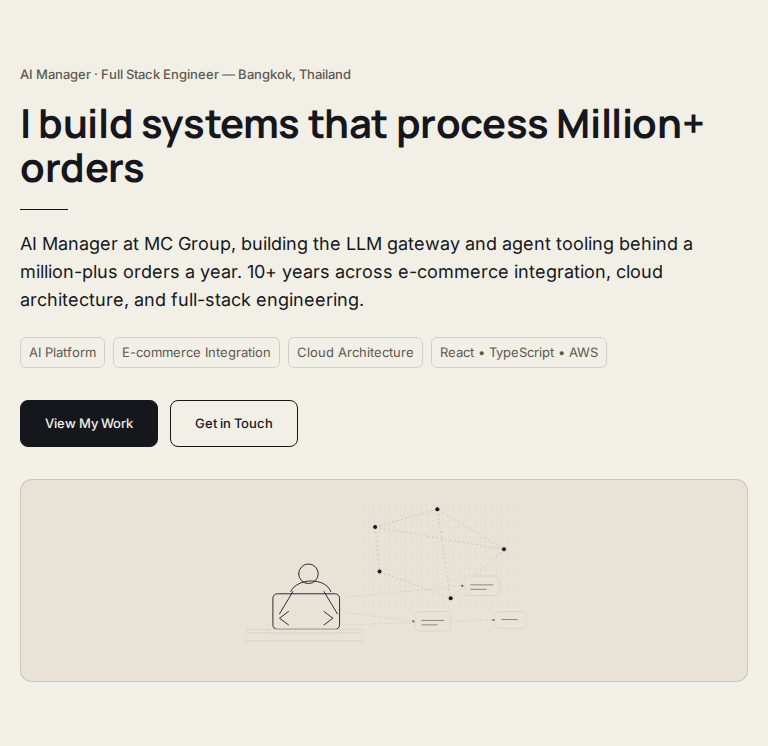 AI Manager · Full Stack Engineer — Bangkok, Thailand
I build systems that process Million+
orders
AI Manager at MC Group, building the LLM gateway and agent tooling behind a
million-plus orders a year. 10+ years across e-commerce integration, cloud
architecture, and full-stack engineering.
AI Platform
E-commerce Integration
Cloud Architecture
React • TypeScript • AWS
View My Work
Get in Touch